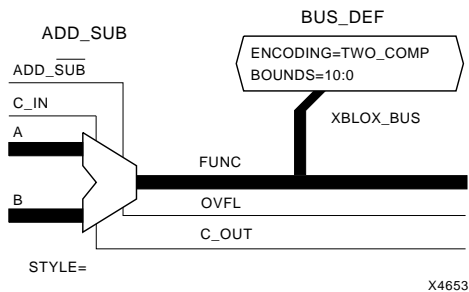 BUS_DEF
ADD_SUB
ENCODING=TWO_COMP
BOUNDS=10:0
ADD_SUB
C_IN
XBLOX_BUS
A
FUNC
B
OVFL
C_OUT
STYLE=
X4653